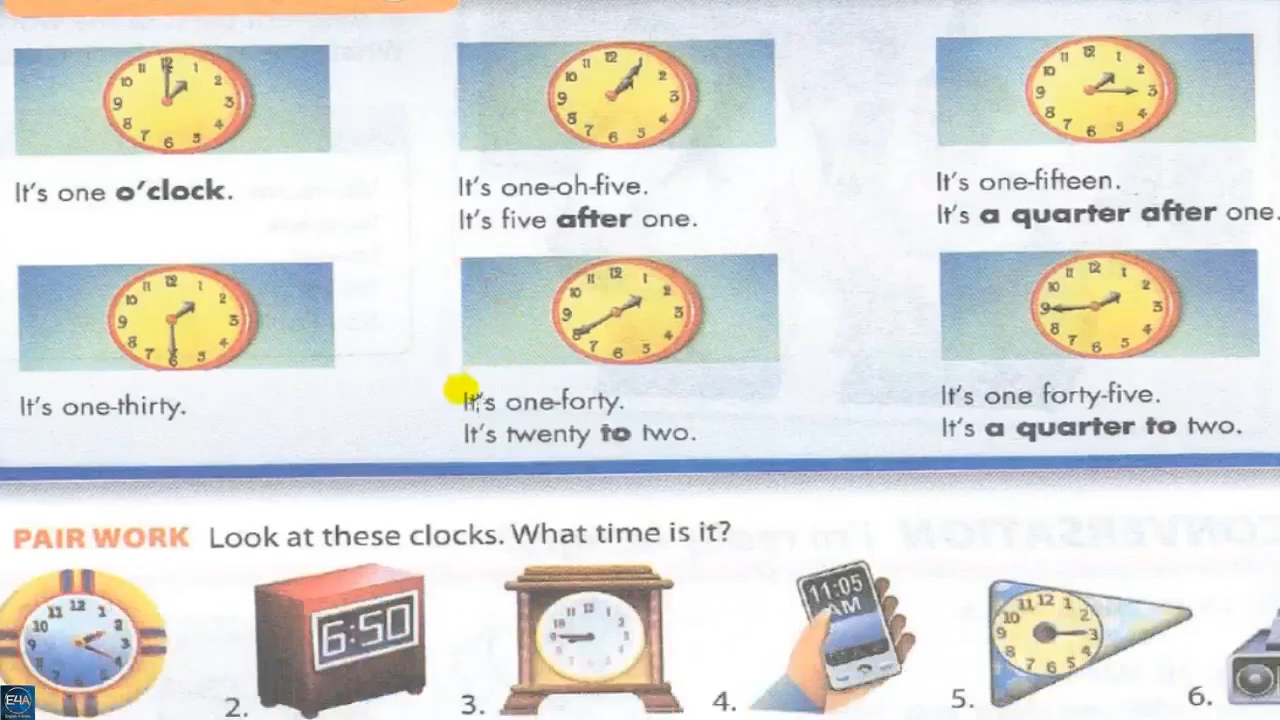 It's one o'clock.
It's one-oh-five.
It's five after one.
It's one-fifteen.
It's a quarter after one.
It's one-thirty.
It's one-forty.
It's twenty to two.
It's one forty-five.
It's a quarter to two.
PAIR WORK Look at these clocks. What time is it?
2.
6:50
3.
4.
11:05
AM
5.
6.
E4A